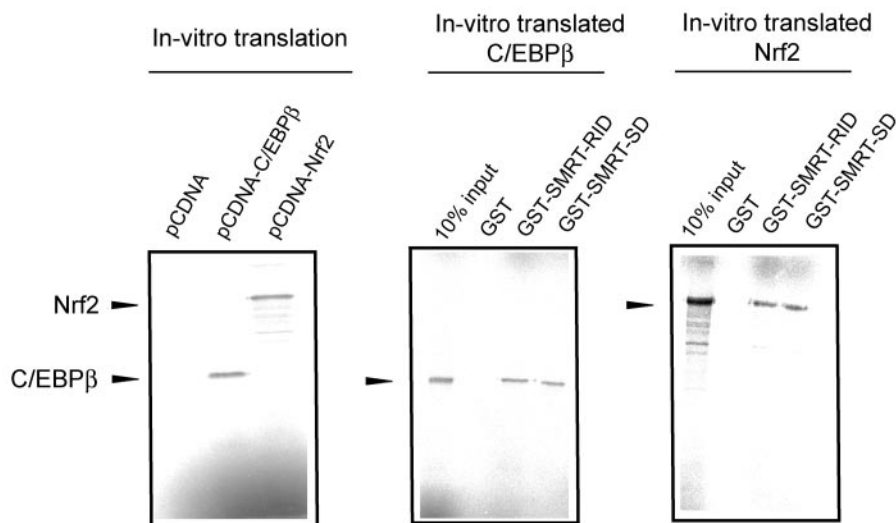 In-vitro translation
pCDNA
pCDNA-C/EBPβ
pCDNA-Nrf2
Nrf2
C/EBPβ
In-vitro translated
C/EBPβ
10% input
GST
GST-SMRT-RID
GST-SMRT-SD
In-vitro translated
Nrf2
10% input
GST
GST-SMRT-RID
GST-SMRT-SD